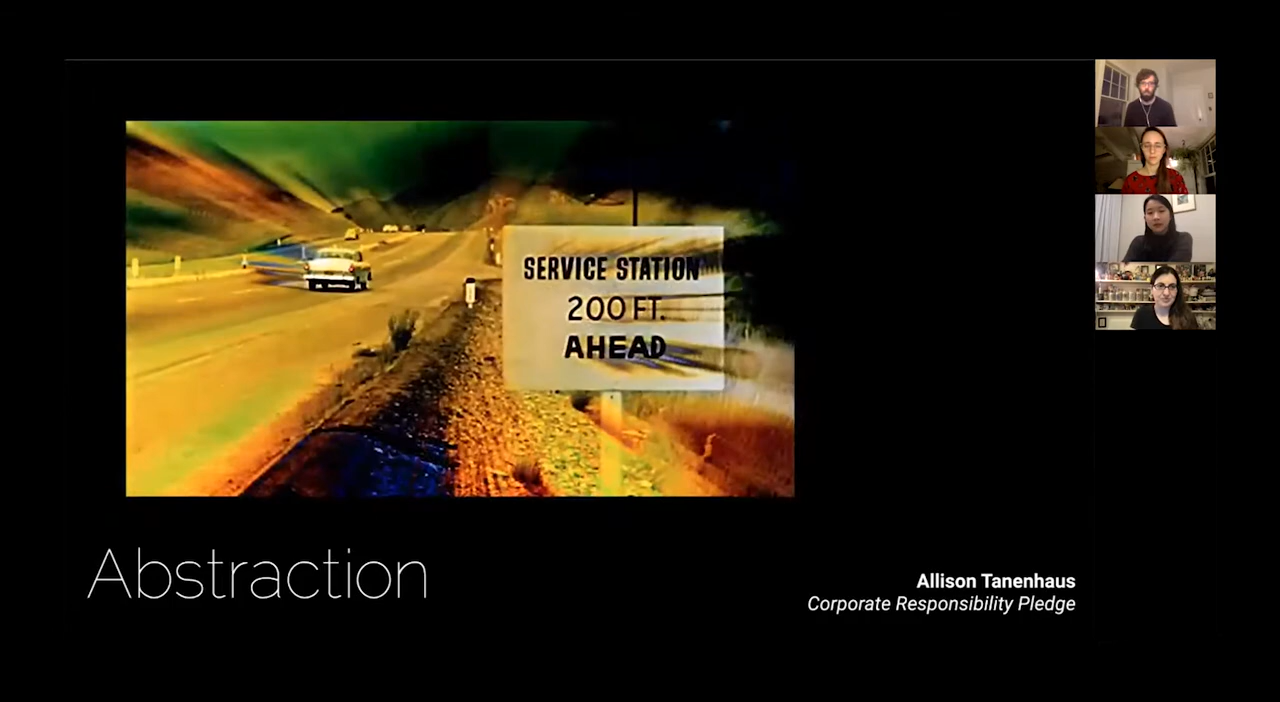 SERVICE STATION
200 FT.
AHEAD
Abstraction
Allison Tanenhaus
Corporate Responsibility Pledge